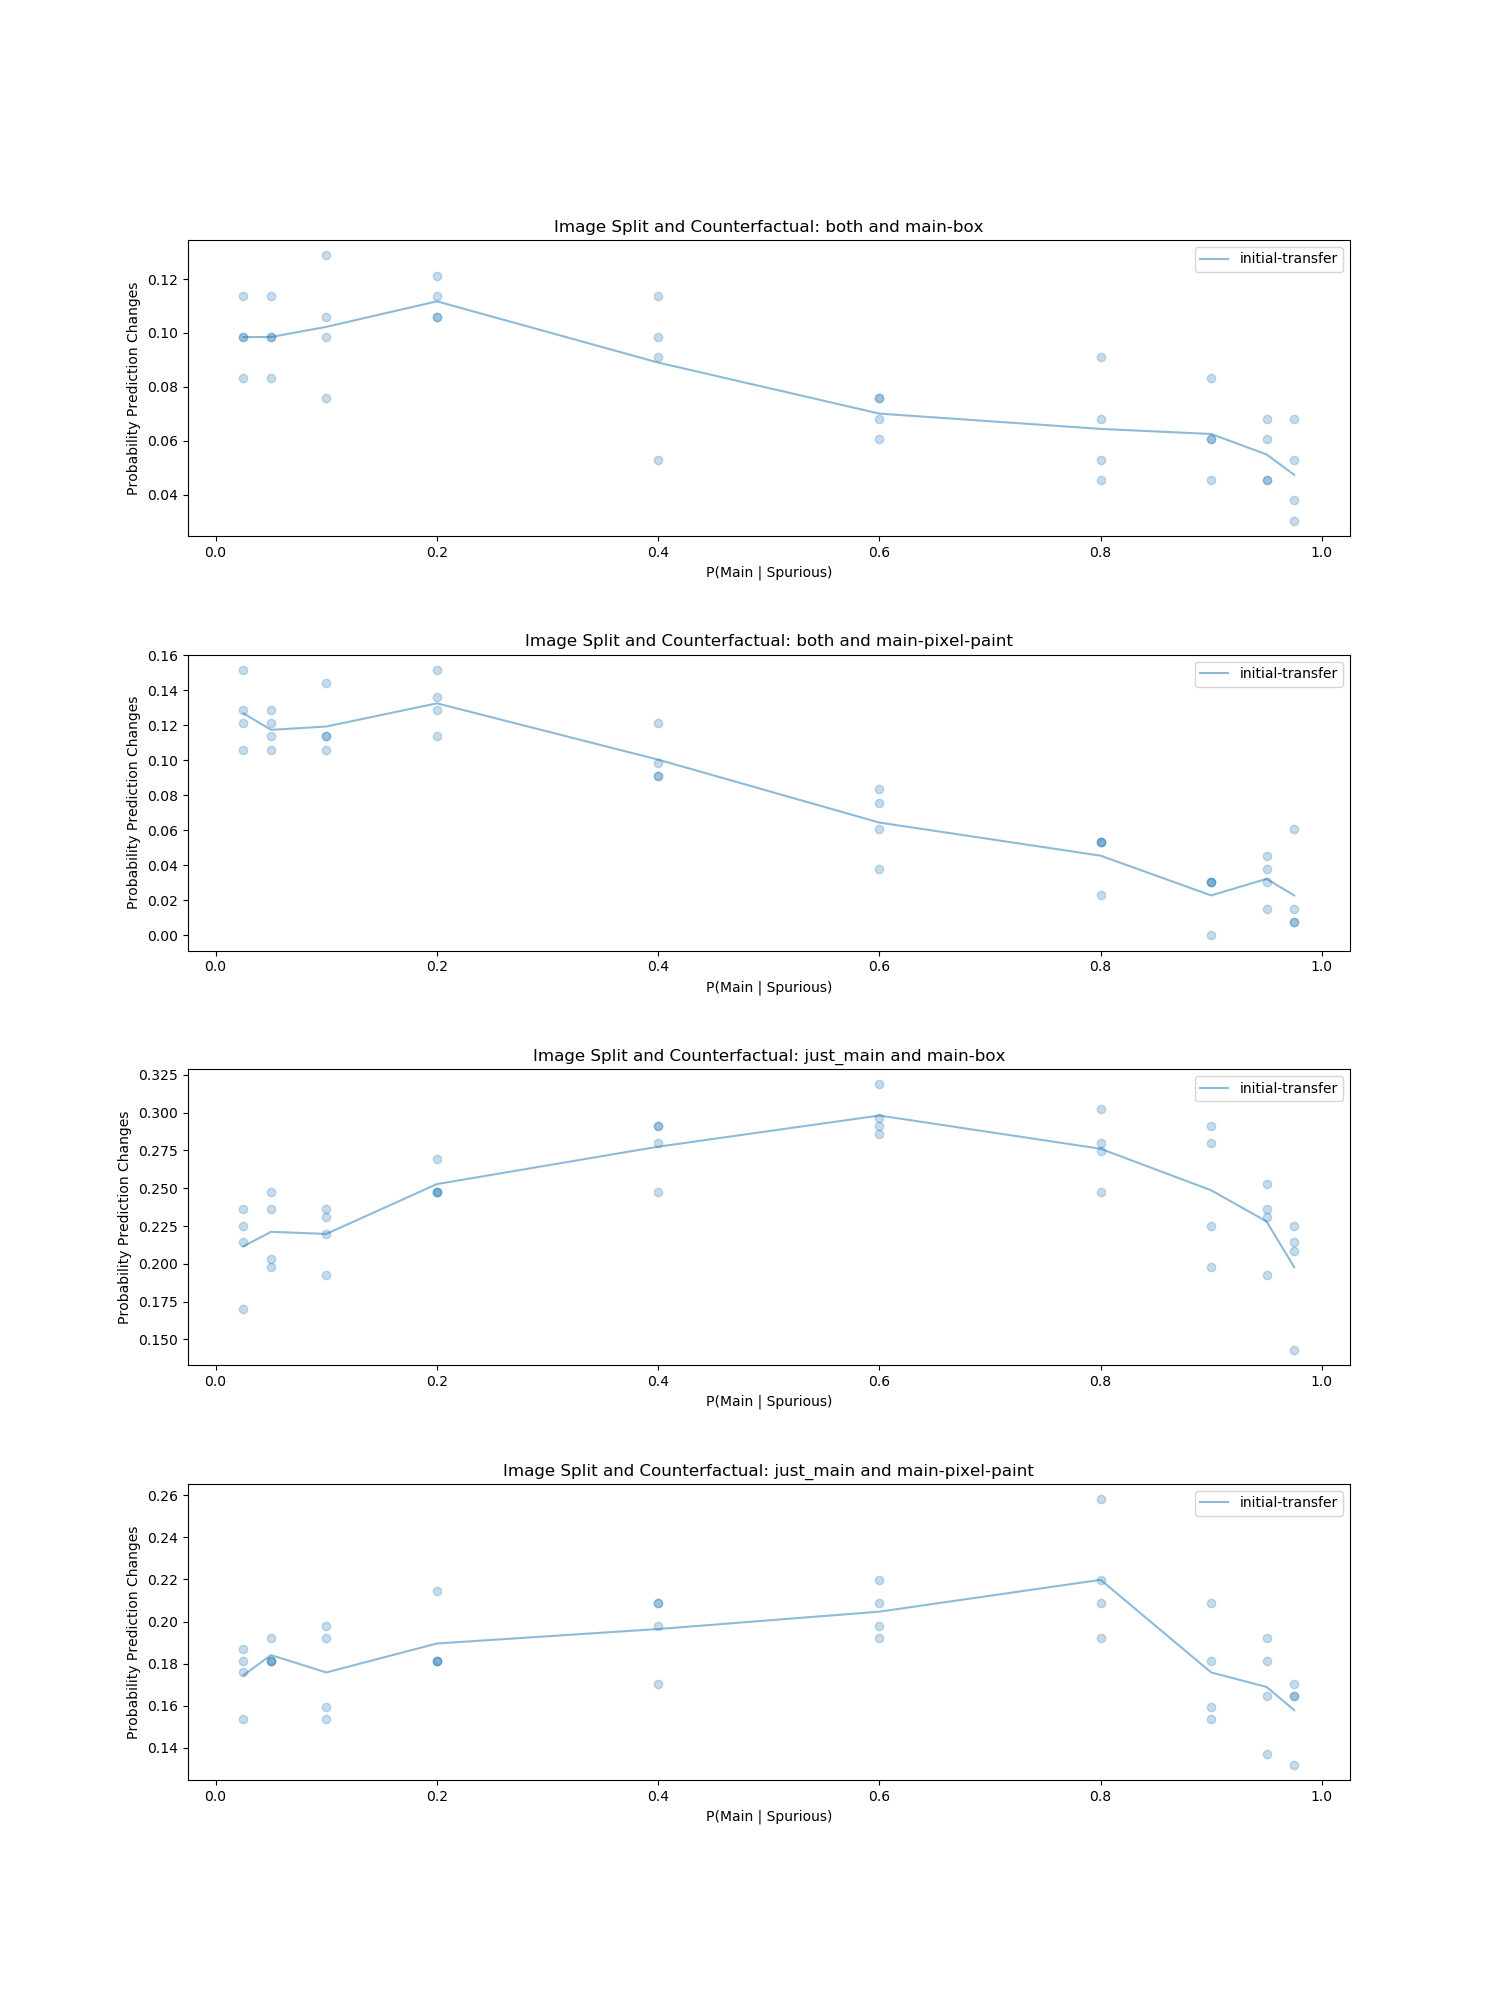 Image Split and Counterfactual: both and main-box
initial-transfer
Probability Prediction Changes
0.12
0.10
0.08
0.06
0.04
0.0 0.2 0.4 0.6 0.8 1.0
P(Main | Spurious)
Image Split and Counterfactual: both and main-pixel-paint
initial-transfer
Probability Prediction Changes
0.16
0.14
0.12
0.10
0.08
0.06
0.04
0.02
0.00
0.0 0.2 0.4 0.6 0.8 1.0
P(Main | Spurious)
Image Split and Counterfactual: just_main and main-box
initial-transfer
Probability Prediction Changes
0.325
0.300
0.275
0.250
0.225
0.200
0.175
0.150
0.0 0.2 0.4 0.6 0.8 1.0
P(Main | Spurious)
Image Split and Counterfactual: just_main and main-pixel-paint
initial-transfer
Probability Prediction Changes
0.26
0.24
0.22
0.20
0.18
0.16
0.14
0.0 0.2 0.4 0.6 0.8 1.0
P(Main | Spurious)